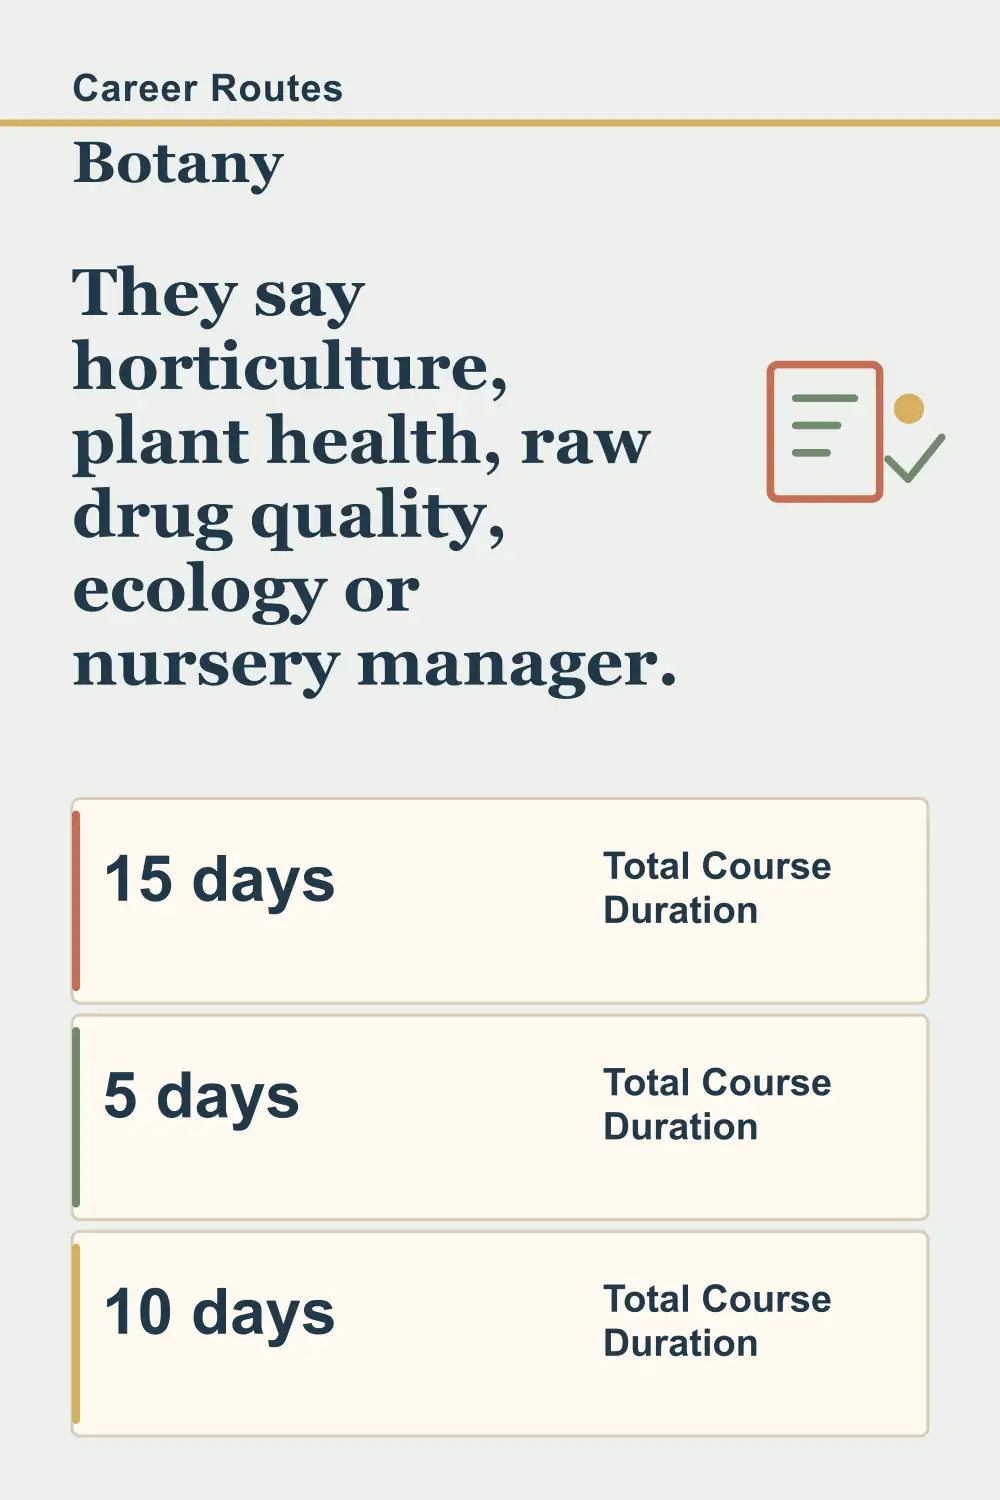 Career Routes
Botany
They say
horticulture,
plant health, raw
drug quality,
ecology or
nursery manager.
15 days
Total Course
Duration
5 days
Total Course
Duration
10 days
Total Course
Duration